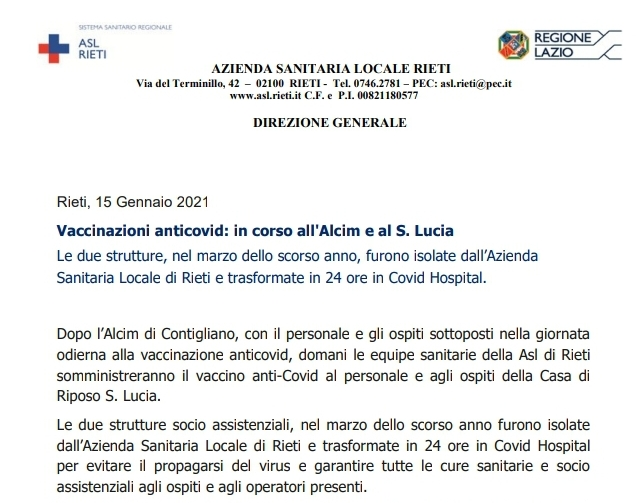 SISTEMA SANITARIO REGIONALE
ASL
RIETI
REGIONE
LAZIO
AZIENDA SANITARIA LOCALE RIETI
Via del Terminillo, 42 – 02100 RIETI - Tel. 0746.2781 – PEC: asl.rieti@pec.it
www.asl.rieti.it C.F. e P.I. 00821180577
DIREZIONE GENERALE
Rieti, 15 Gennaio 2021
Vaccinazioni anticovid: in corso all'Alcim e al S. Lucia
Le due strutture, nel marzo dello scorso anno, furono isolate dall’Azienda
Sanitaria Locale di Rieti e trasformate in 24 ore in Covid Hospital.
Dopo l’Alcim di Contigliano, con il personale e gli ospiti sottoposti nella giornata
odierna alla vaccinazione anticovid, domani le equipe sanitarie della Asl di Rieti
somministreranno il vaccino anti-Covid al personale e agli ospiti della Casa di
Riposo S. Lucia.
Le due strutture socio assistenziali, nel marzo dello scorso anno furono isolate
dall’Azienda Sanitaria Locale di Rieti e trasformate in 24 ore in Covid Hospital
per evitare il propagarsi del virus e garantire tutte le cure sanitarie e socio
assistenziali agli ospiti e agli operatori presenti.